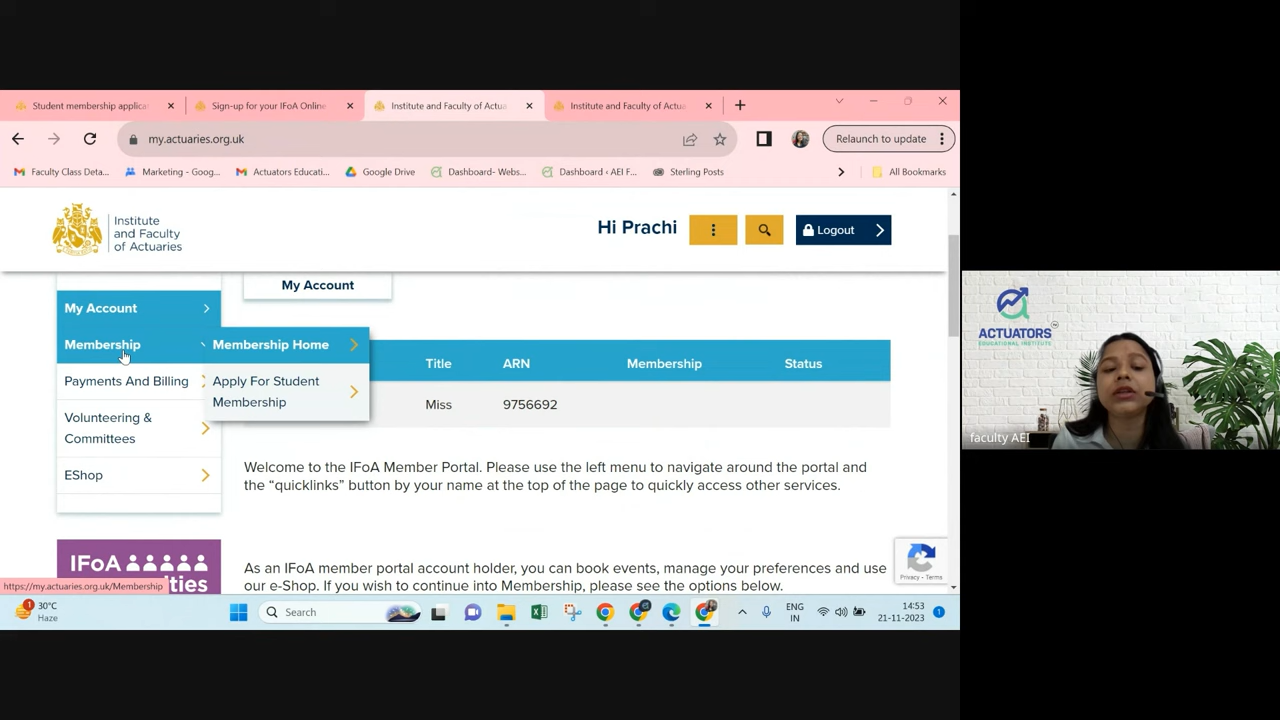 Student membership applica
Sign-up for your IFoA Online
Institute and Faculty of Actua
Institute and Faculty of Actua
my.actuaries.org.uk
Relaunch to update
Faculty Class Deta...
Marketing - Goog...
Actuators Educati...
Google Drive
Dashboard- Webs...
Dashboard ‹ AEI F...
Sterling Posts
All Bookmarks
Institute
and Faculty
of Actuaries
Hi Prachi
Logout
My Account
My Account
Membership
Membership Home
Payments And Billing
Apply For Student
Membership
Volunteering &
Committees
EShop
Title ARN Membership Status
Miss 9756692
Welcome to the IFoA Member Portal. Please use the left menu to navigate around the portal and
the “quicklinks” button by your name at the top of the page to quickly access other services.
IFoA
As an IFoA member portal account holder, you can book events, manage your preferences and use
our e-Shop. If you wish to continue into Membership, please see the options below.
Privacy - Terms
https://my.actuaries.org.uk/Membership
1
30°C
Haze
Search
ENG
IN
14:53
21-11-2023
1
ACTUATORS
EDUCATIONAL INSTITUTE
faculty AEI